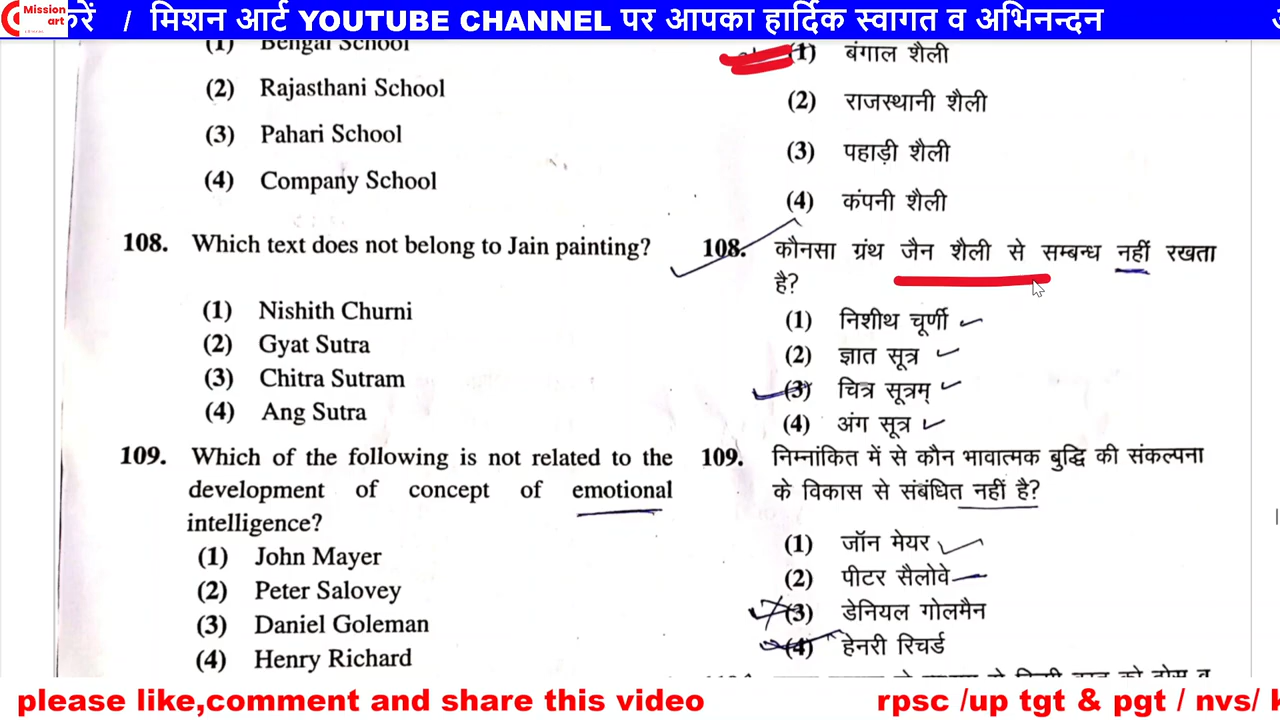 Mission
art
करें / मिशन आर्ट YOUTUBE CHANNEL पर आपका हार्दिक स्वागत व अभिनन्दन
(1) Bengal School
(2) Rajasthani School
(3) Pahari School
(4) Company School
108. Which text does not belong to Jain painting?
(1) Nishith Churni
(2) Gyat Sutra
(3) Chitra Sutram
(4) Ang Sutra
109. Which of the following is not related to the
development of concept of emotional
intelligence?
(1) John Mayer
(2) Peter Salovey
(3) Daniel Goleman
(4) Henry Richard
(1) बंगाल शैली
(2) राजस्थानी शैली
(3) पहाड़ी शैली
(4) कंपनी शैली
108. कौनसा ग्रंथ जैन शैली से सम्बन्ध नहीं रखता
है?
(1) निशीथ चूर्णी
(2) ज्ञात सूत्र
(3) चित्र सूत्रम्
(4) अंग सूत्र
109. निम्नांकित में से कौन भावात्मक बुद्धि की संकल्पना
के विकास से संबंधित नहीं है?
(1) जॉन मेयर
(2) पीटर सैलोवे
(3) डेनियल गोलमैन
(4) हेनरी रिचर्ड
please like,comment and share this video
rpsc /up tgt & pgt / nvs/